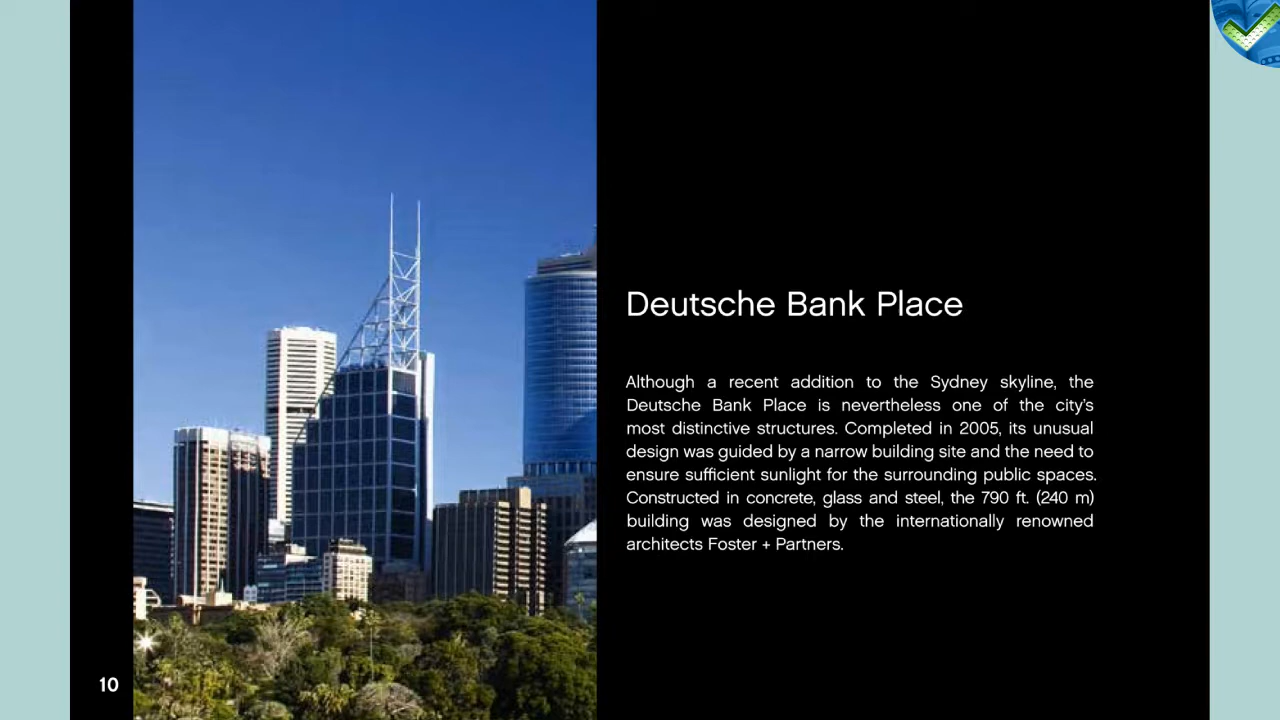 Deutsche Bank Place
Although a recent addition to the Sydney skyline, the
Deutsche Bank Place is nevertheless one of the city's
most distinctive structures. Completed in 2005, its unusual
design was guided by a narrow building site and the need to
ensure sufficient sunlight for the surrounding public spaces.
Constructed in concrete, glass and steel, the 790 ft. (240 m)
building was designed by the internationally renowned
architects Foster + Partners.
10